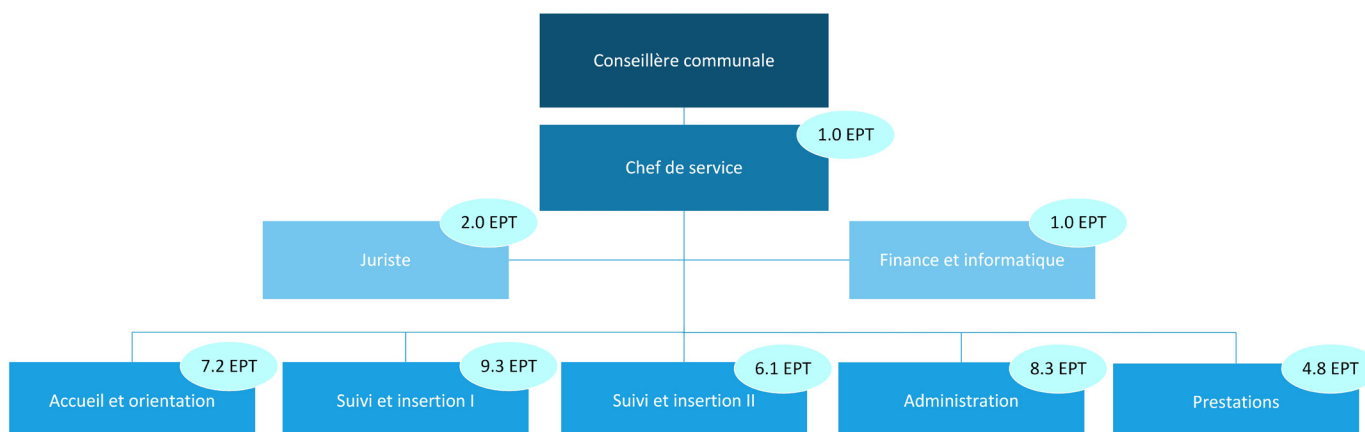 Conseillère communale
1.0 EPT
Chef de service
2.0 EPT
Juriste
1.0 EPT
Finance et informatique
7.2 EPT
Accueil et orientation
9.3 EPT
Suivi et insertion I
6.1 EPT
Suivi et insertion II
8.3 EPT
Administration
4.8 EPT
Prestations